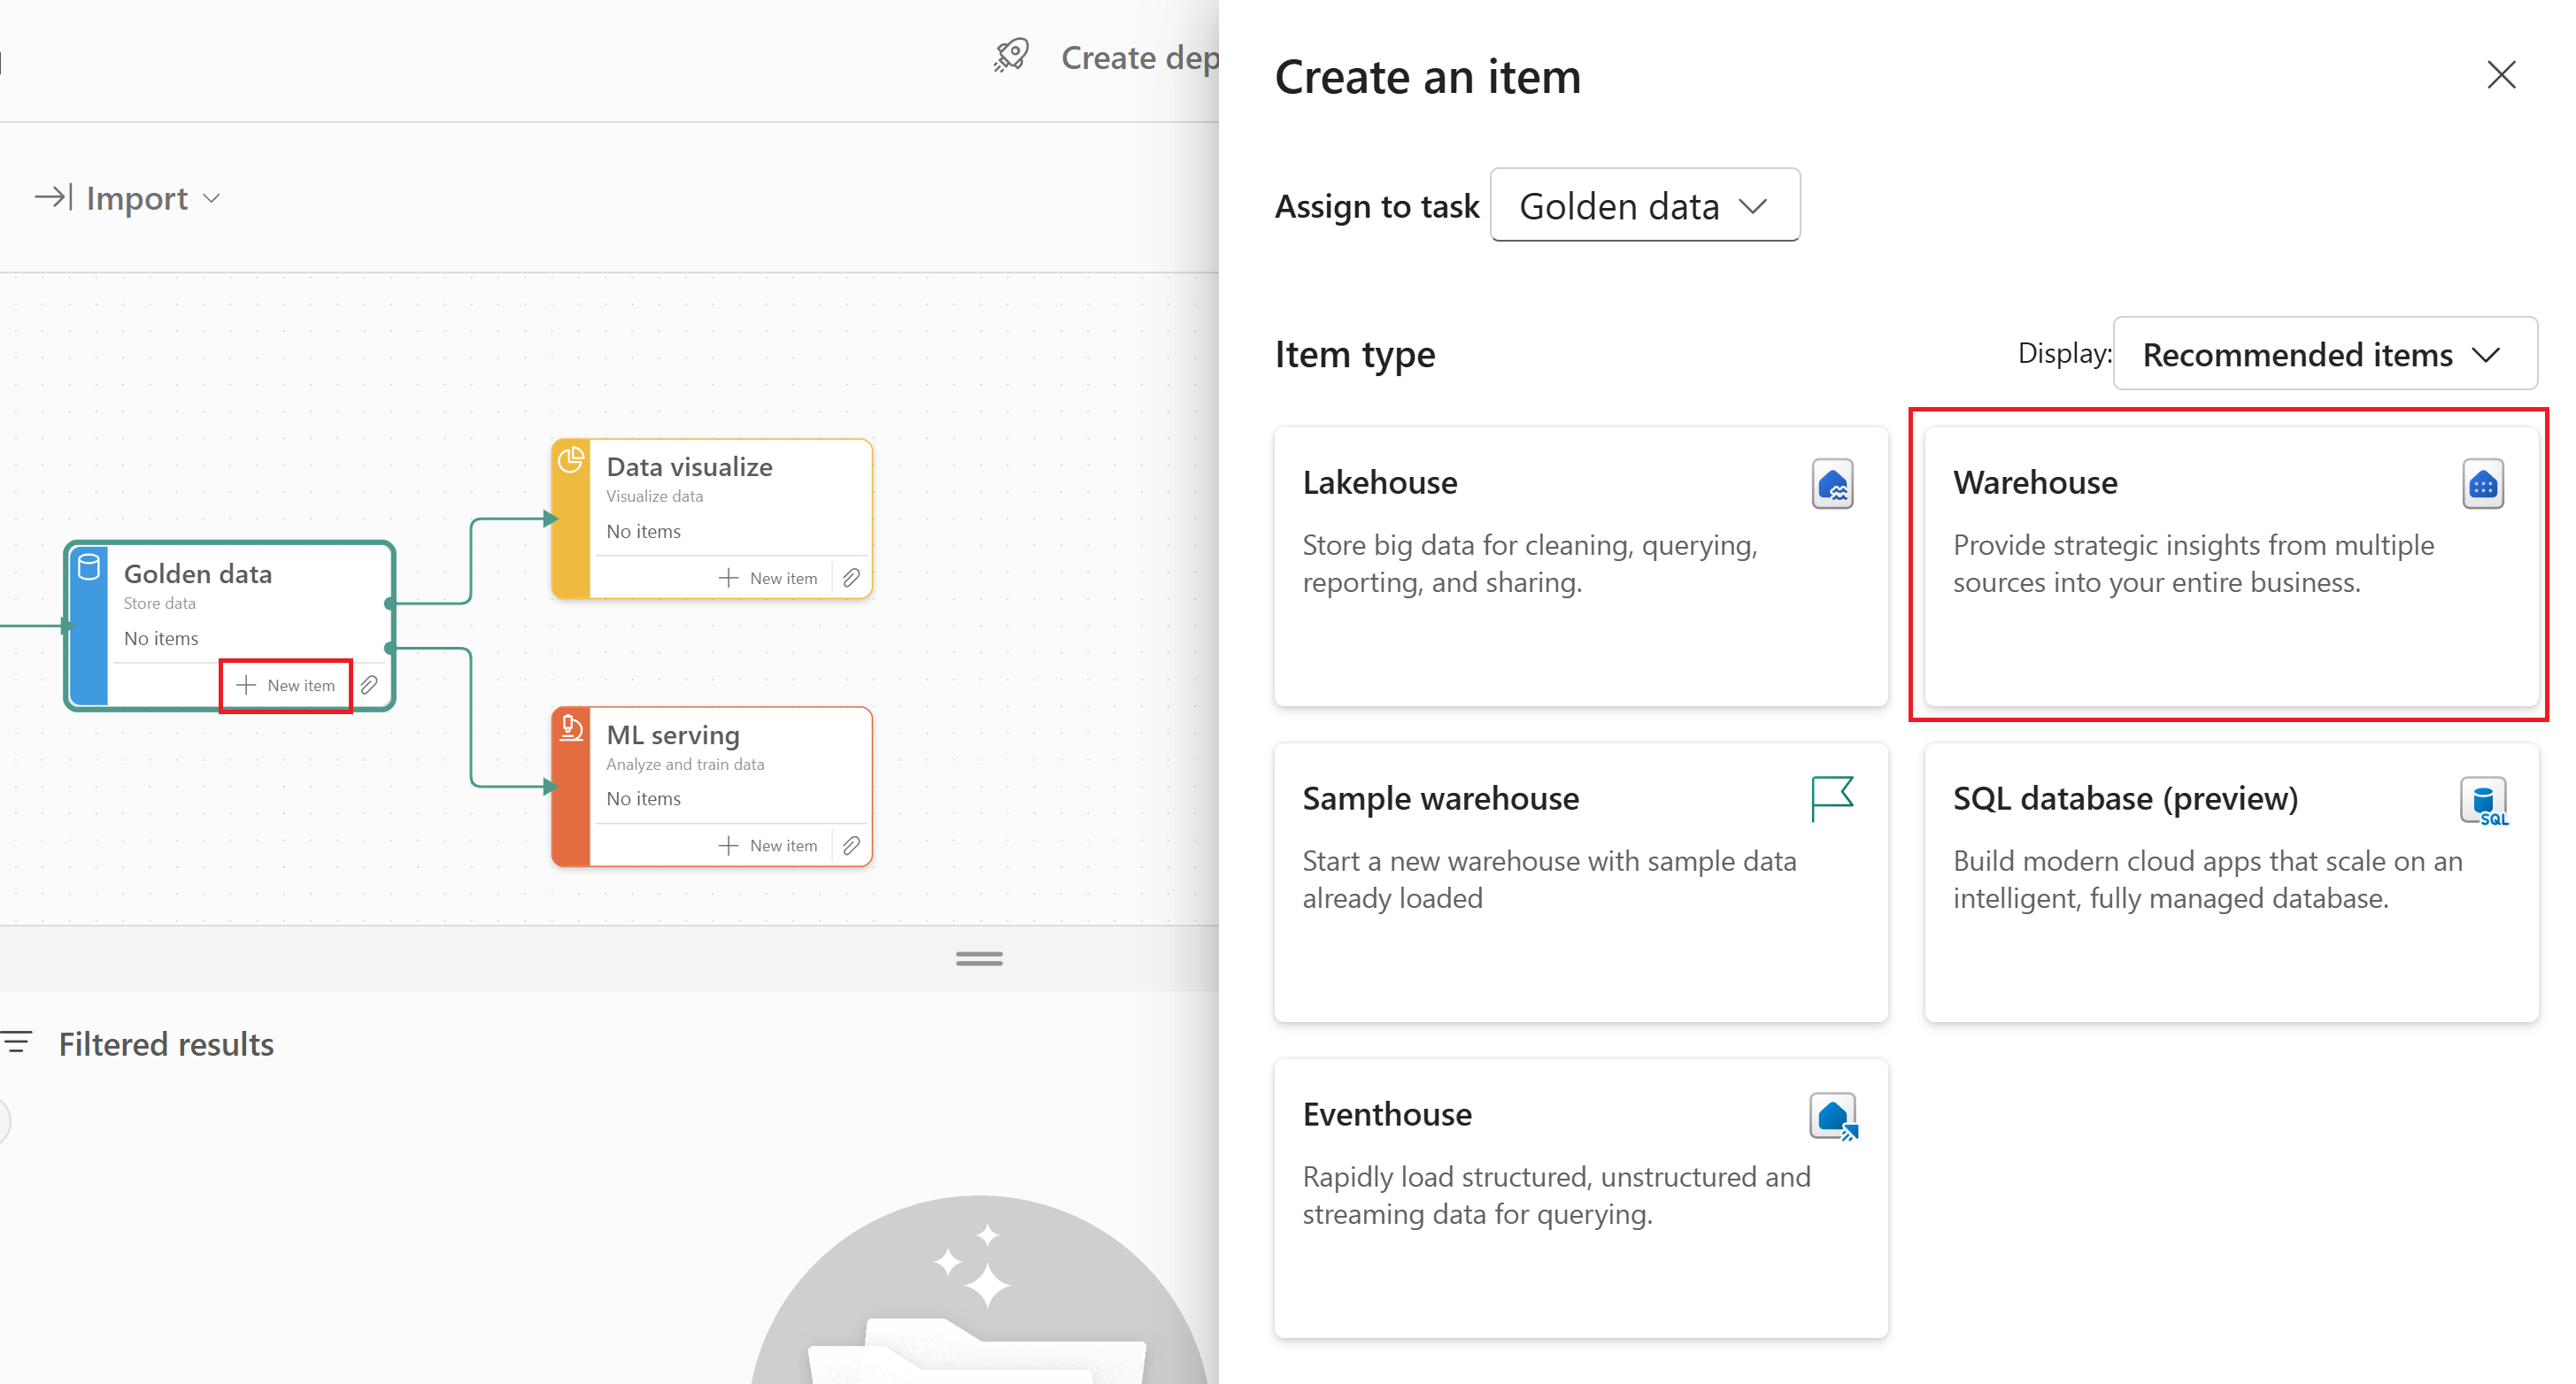 Create dep
Import
Data visualize
Visualize data
No items
New item
Golden data
Store data
No items
New item
ML serving
Analyze and train data
No items
New item
Filtered results
Create an item
Assign to task Golden data
Item type
Display: Recommended items
Lakehouse
Store big data for cleaning, querying,
reporting, and sharing.
Warehouse
Provide strategic insights from multiple
sources into your entire business.
Sample warehouse
Start a new warehouse with sample data
already loaded
SQL database (preview)
SQL
Build modern cloud apps that scale on an
intelligent, fully managed database.
Eventhouse
Rapidly load structured, unstructured and
streaming data for querying.